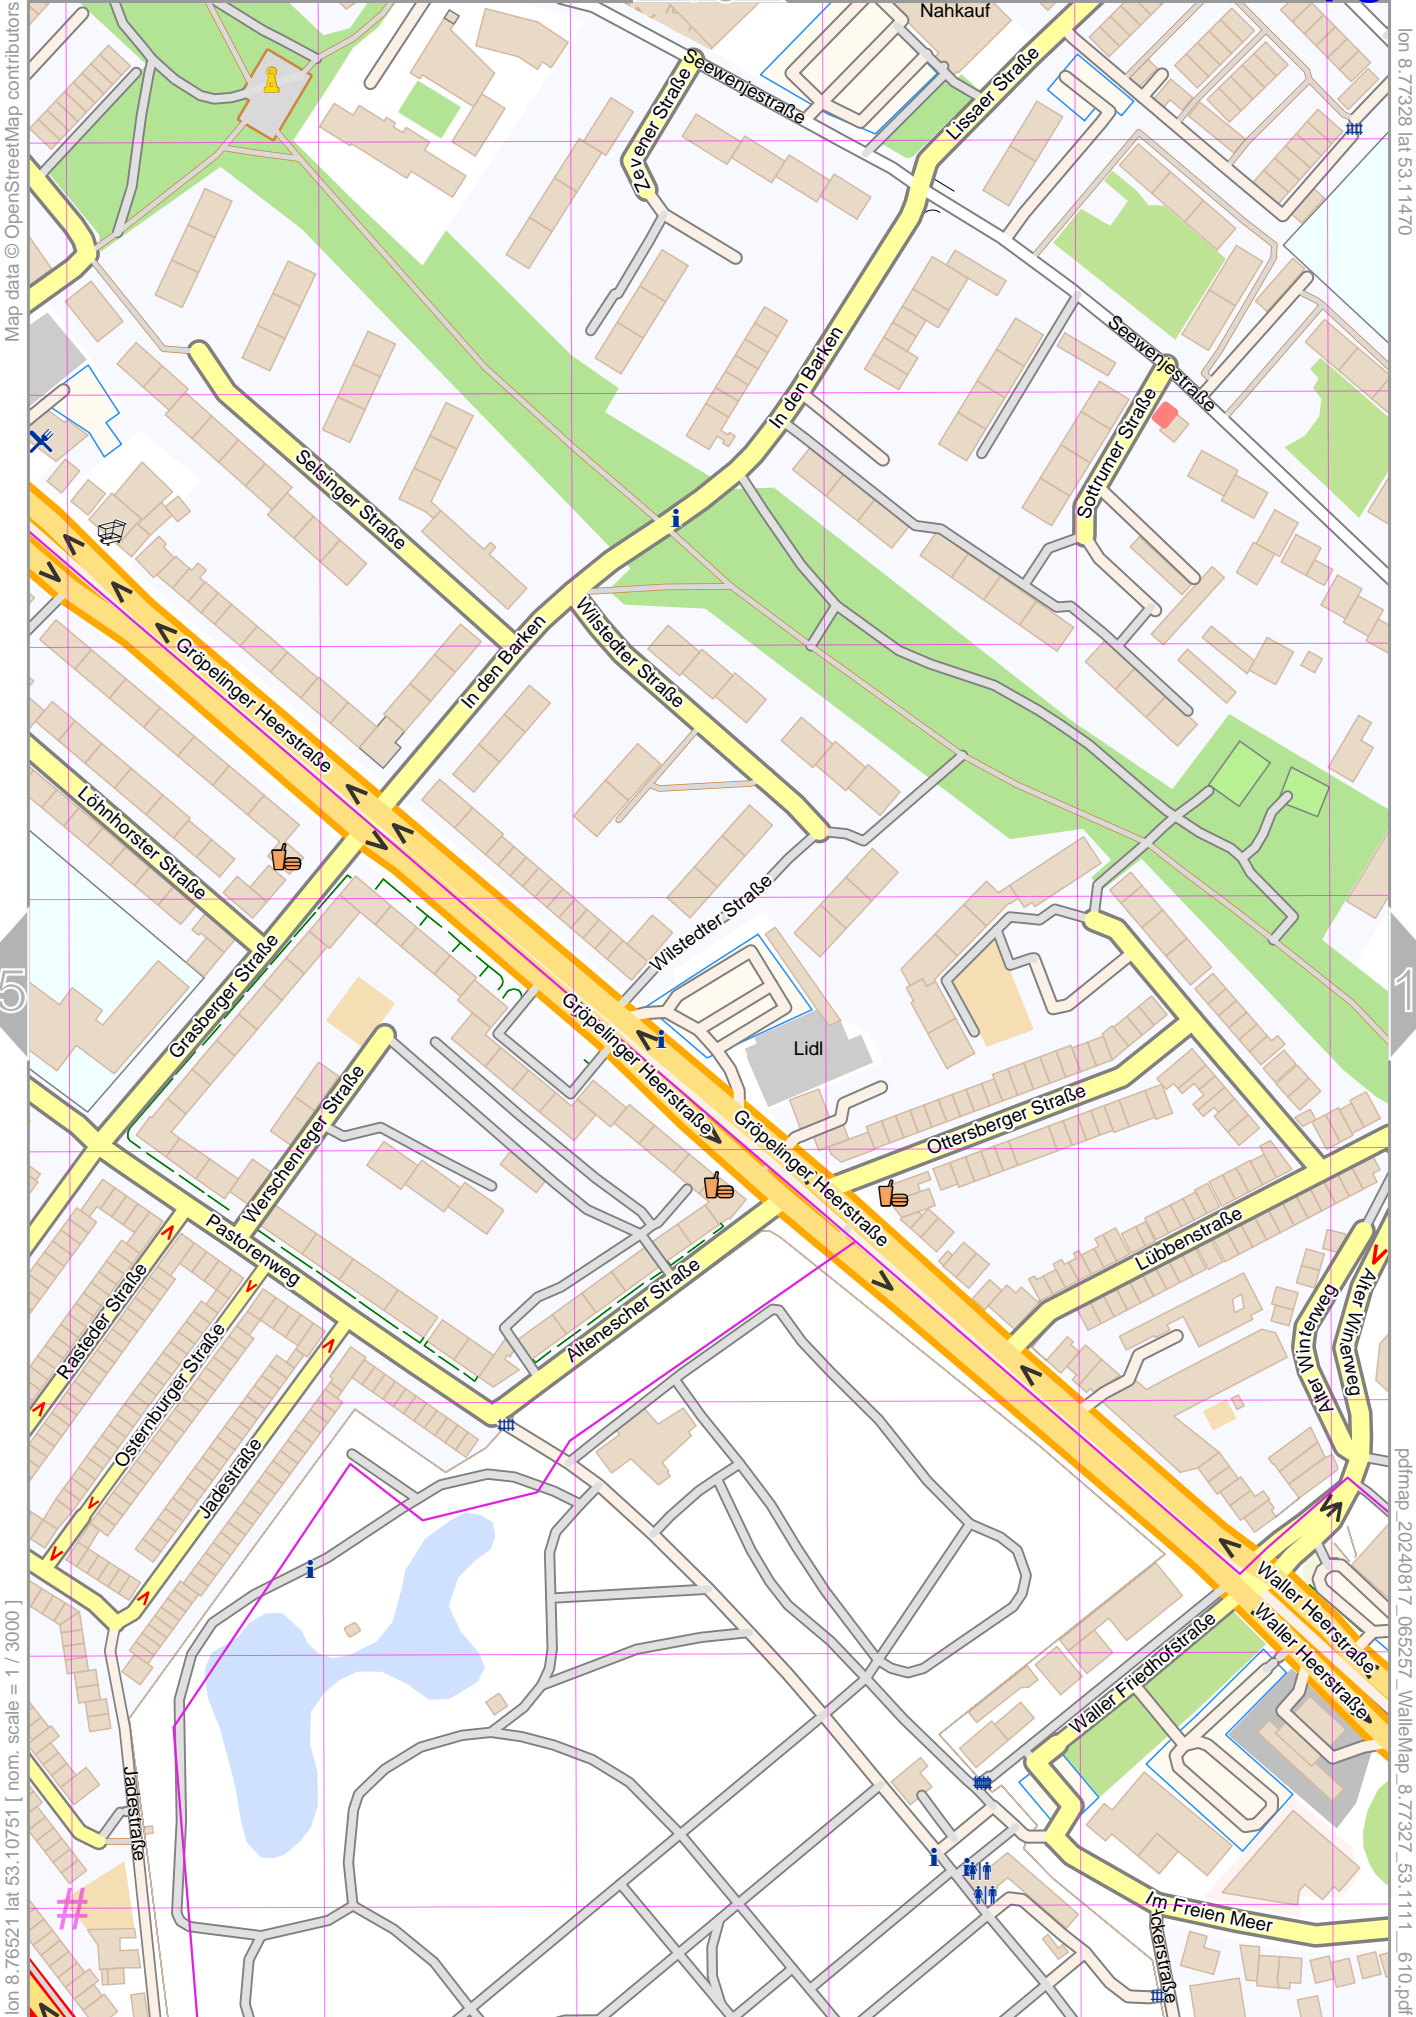 Nahkauf
Map data © OpenStreetMap contributors
lon 8.77328 lat 53.11470
Seewenjestraße
Lissaer Straße
Zevener Straße
In den Barken
Seewenjestraße
Sottrumer Straße
Selsinger Straße
Wilstedter Straße
In den Barken
Gröpelinger Heerstraße
Löhnhorster Straße
Wilstedter Straße
Grasberger Straße
5
1
Gröpelinger Heerstraße
Lidl
Werschenreger Straße
Ottersberger Straße
Gröpelinger Heerstraße
Pastorenweg
Lübbenstraße
Rasteder Straße
Altenescher Straße
Alter Winterweg
Alter Winterweg
Osternburger Straße
Jadestraße
Waller Heerstraße
Waller Heerstraße
Waller Friedhofstraße
Jadestraße
#
Im Freien Meer
Ackerstraße
lon 8.76521 lat 53.10751 [ nom. scale = 1 / 3000 ]
pdfmap_20240817_065257_WalleMap_8.77327_53.1111__610.pdf